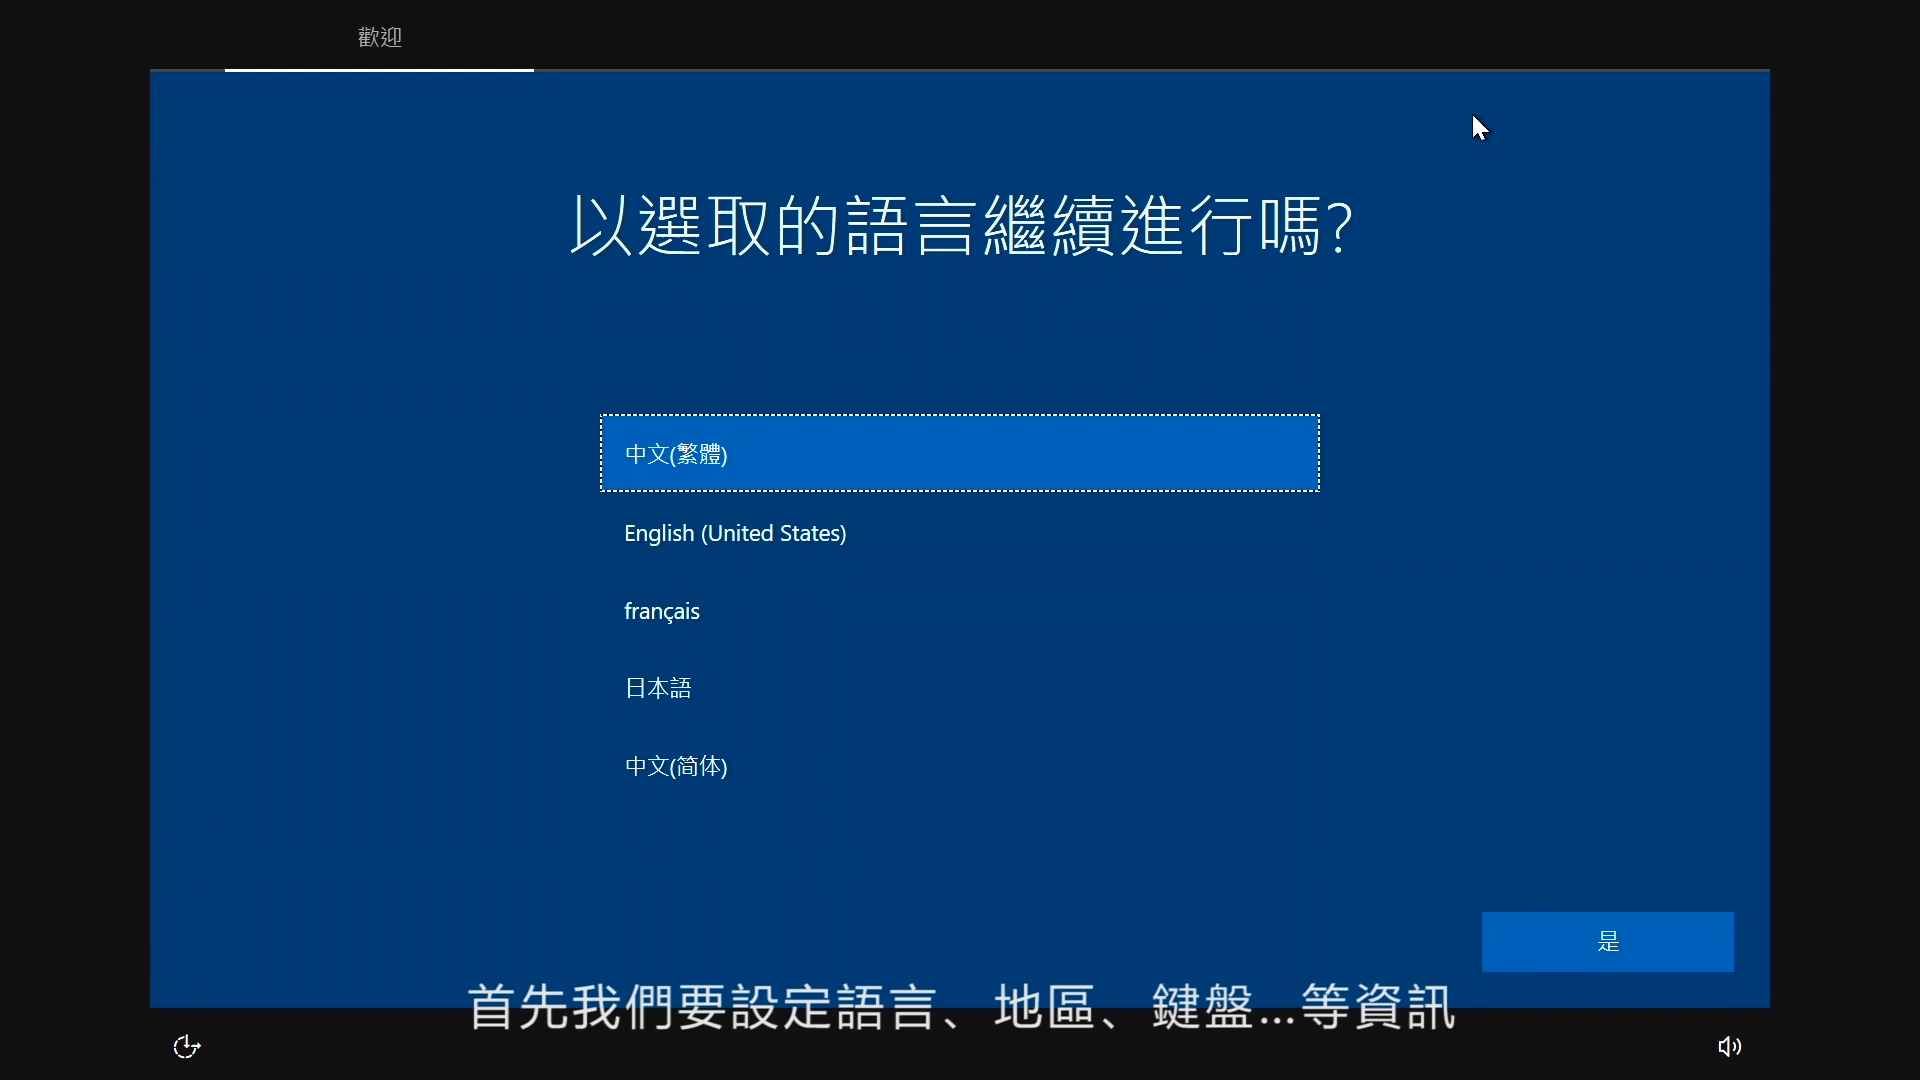 歡迎
以選取的語言繼續進行嗎?
中文(繁體)
English (United States)
français
日本語
中文(简体)
是
首先我們要設定語言、地區、鍵盤...等資訊